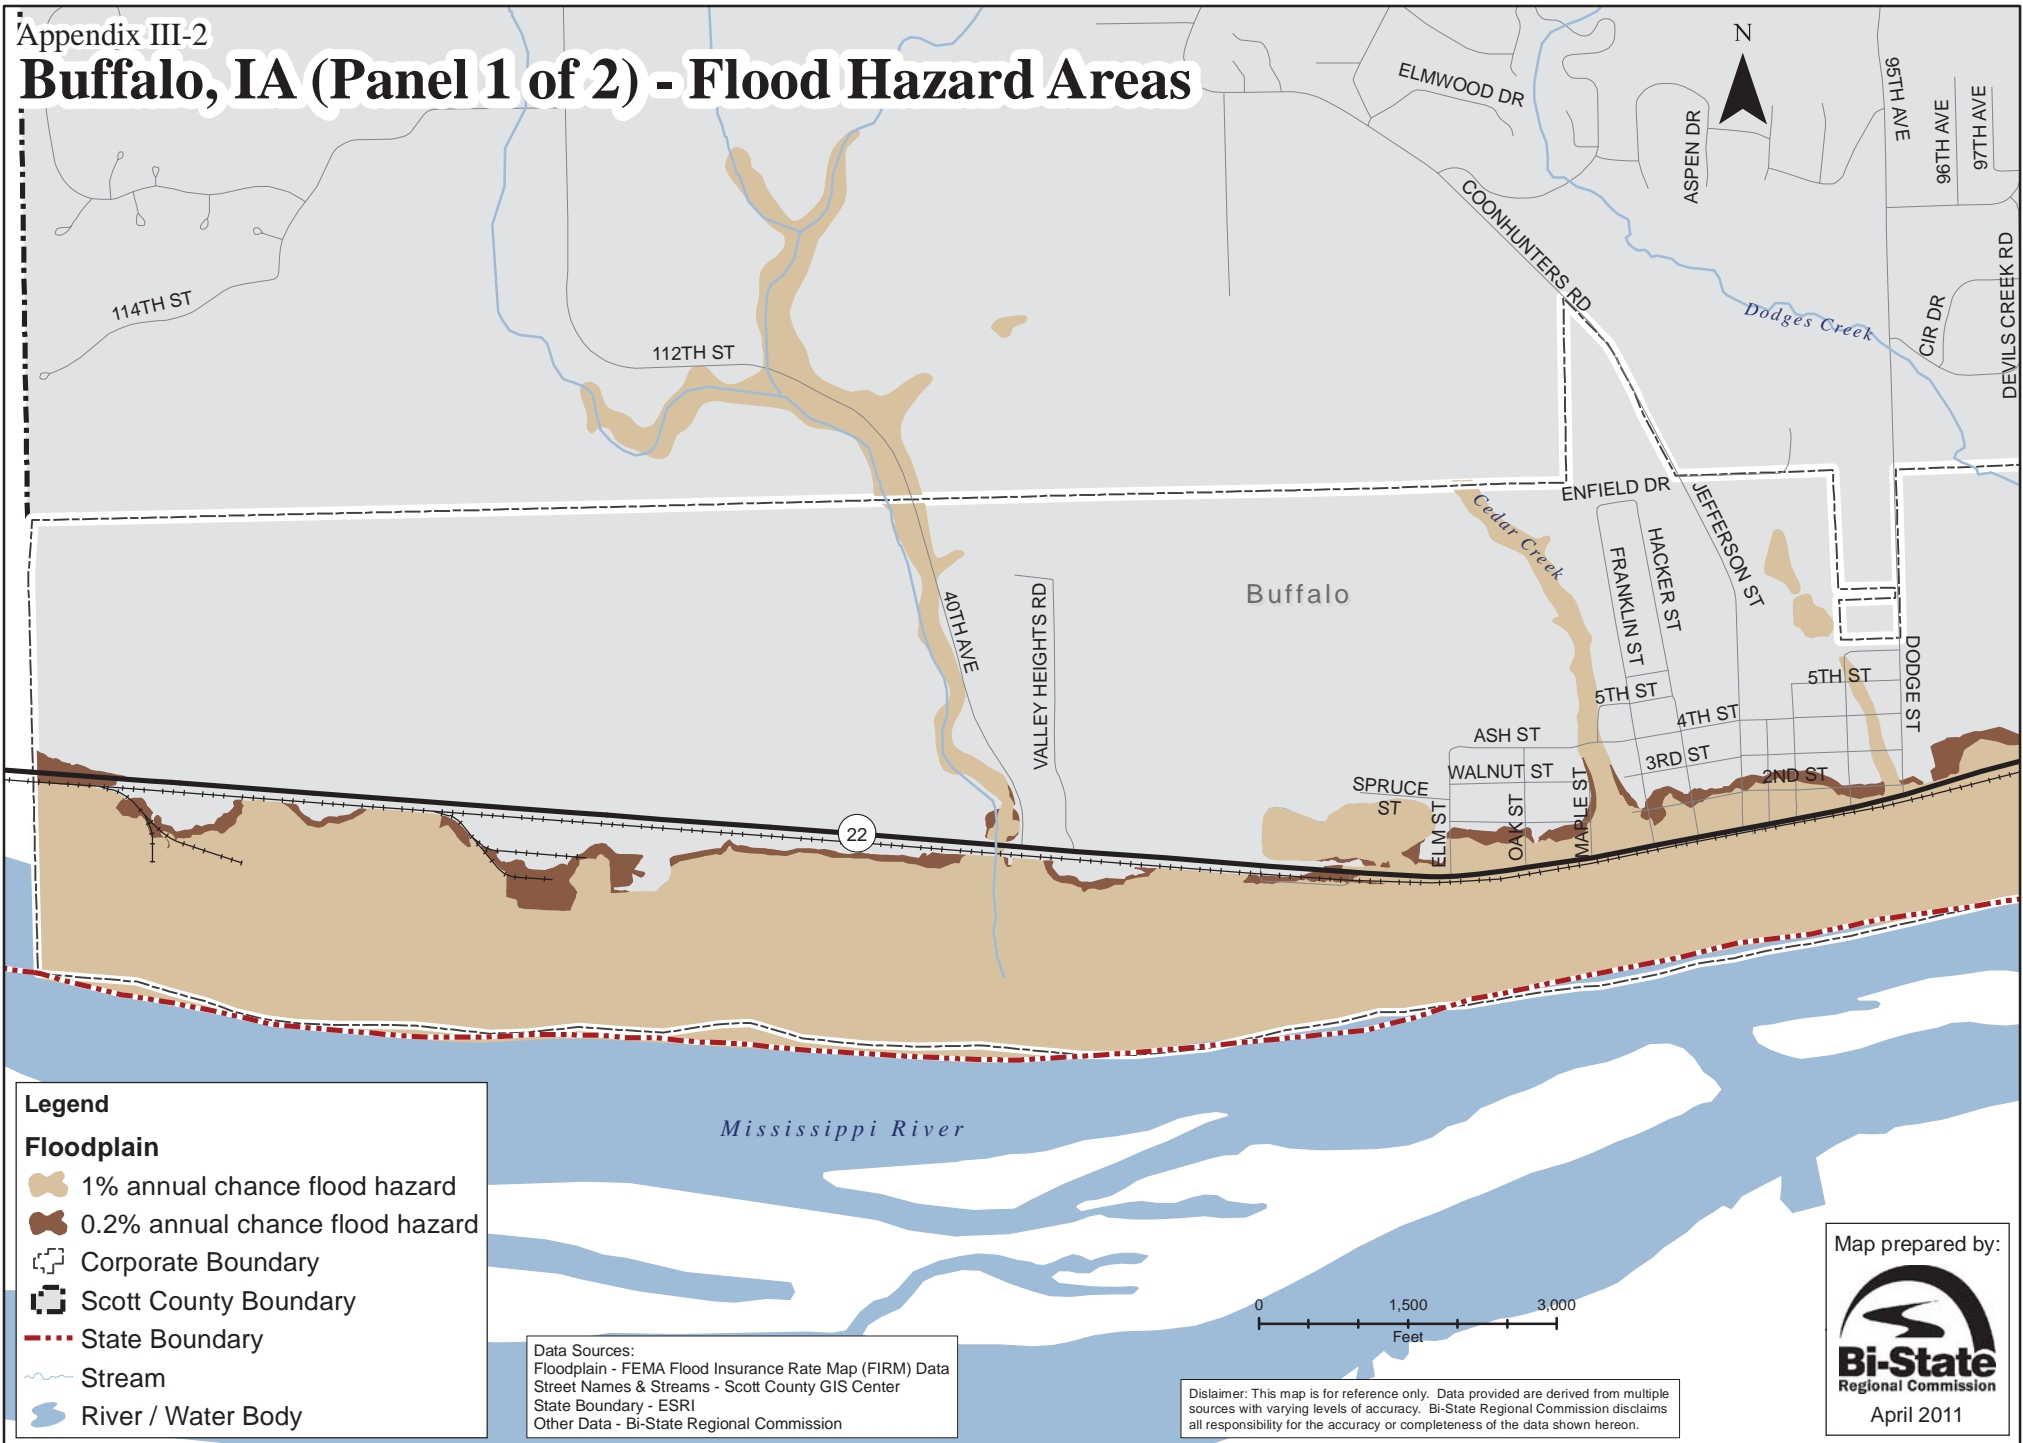 Appendix III-2
Buffalo, IA (Panel 1 of 2) - Flood Hazard Areas
N
ELMWOOD DR
ASPEN DR
95TH AVE
96TH AVE
97TH AVE
COONHUNTERS RD
DEVILS CREEK RD
114TH ST
Dodges Creek
CIR DR
112TH ST
ENFIELD DR
Cedar Creek
JEFFERSON ST
HACKER ST
FRANKLIN ST
Buffalo
40TH AVE
VALLEY HEIGHTS RD
DODGE ST
5TH ST
5TH ST
4TH ST
ASH ST
3RD ST
WALNUT ST
2ND ST
SPRUCE
ST
ELM ST
OAK ST
MAPLE ST
22
Mississippi River
Legend
Floodplain
1% annual chance flood hazard
0.2% annual chance flood hazard
Corporate Boundary
Scott County Boundary
State Boundary
Stream
River / Water Body
Data Sources:
Floodplain - FEMA Flood Insurance Rate Map (FIRM) Data
Street Names & Streams - Scott County GIS Center
State Boundary - ESRI
Other Data - Bi-State Regional Commission
0 1,500 3,000
Feet
Dislaimer: This map is for reference only. Data provided are derived from multiple
sources with varying levels of accuracy. Bi-State Regional Commission disclaims
all responsibility for the accuracy or completeness of the data shown hereon.
Map prepared by:
Bi-State
Regional Commission
April 2011